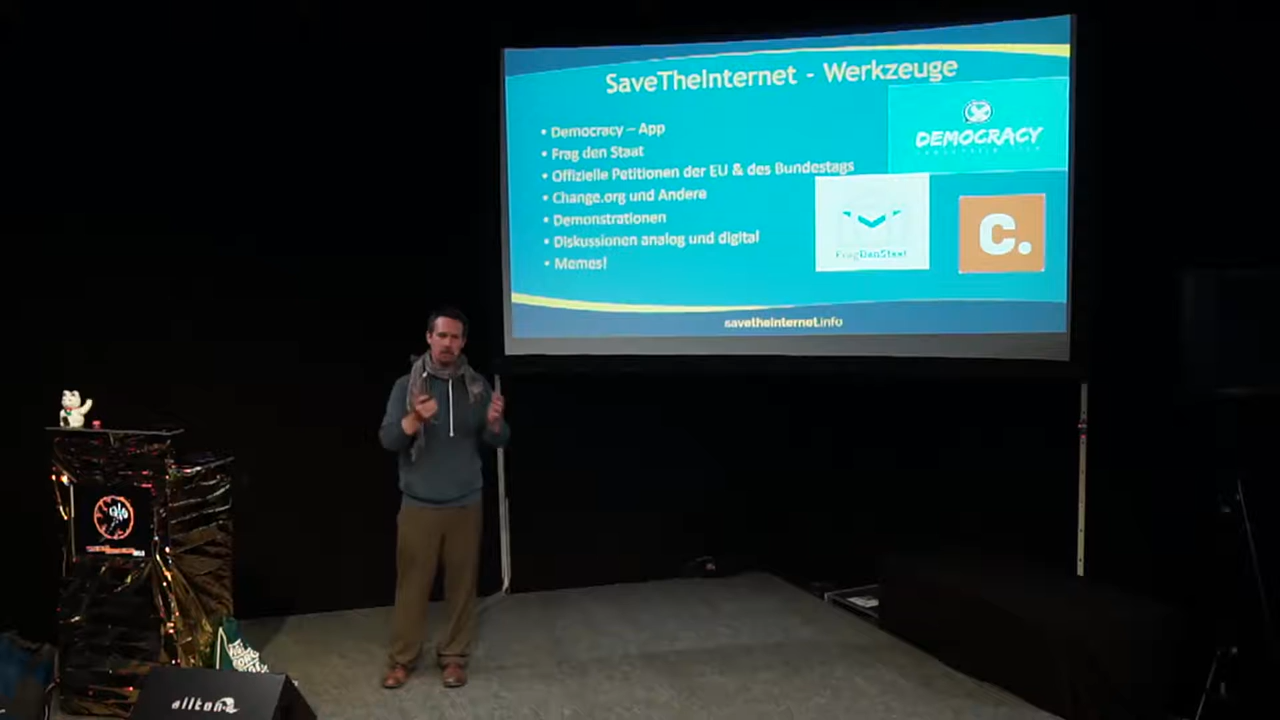 SaveTheInternet - Werkzeuge
• Democracy – App
• Frag den Staat
• Offizielle Petitionen der EU & des Bundestags
• Change.org und Andere
• Demonstrationen
• Diskussionen analog und digital
• Memes!
DEMOCRACY
FragDenStaat
C.
savetheinternet.info